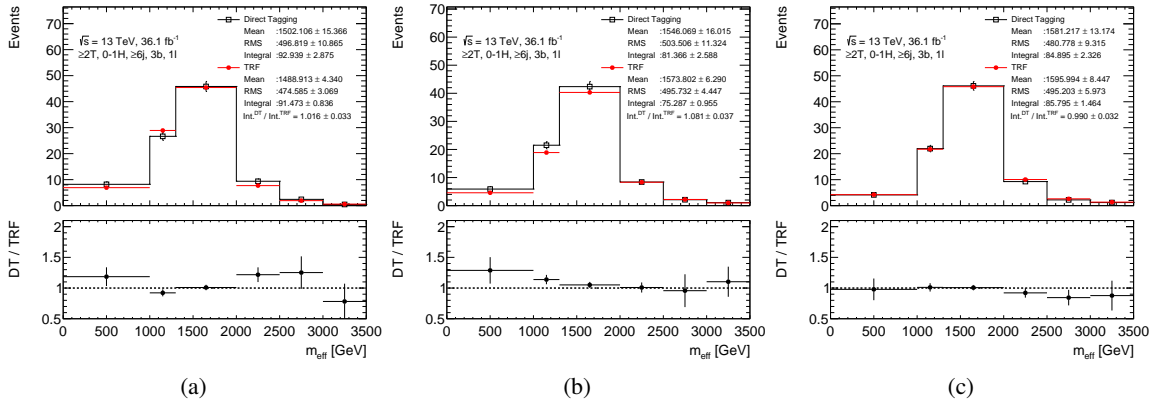 Events
70
60
50
40
30
20
10
0
√s = 13 TeV, 36.1 fb⁻¹
≥2T, 0-1H, ≥6j, 3b, 1l
Direct Tagging
Mean :1502.106 ± 15.366
RMS :496.819 ± 10.865
Integral :92.939 ± 2.875
TRF
Mean :1488.913 ± 4.340
RMS :474.585 ± 3.069
Integral :91.473 ± 0.836
Int.DT / Int.TRF = 1.016 ± 0.033
DT / TRF
2
1.5
1
0.5
0 500 1000 1500 2000 2500 3000 3500
meff [GeV]
(a)
Events
70
60
50
40
30
20
10
0
√s = 13 TeV, 36.1 fb⁻¹
≥2T, 0-1H, ≥6j, 3b, 1l
Direct Tagging
Mean :1546.069 ± 16.015
RMS :503.506 ± 11.324
Integral :81.366 ± 2.588
TRF
Mean :1573.802 ± 6.290
RMS :495.732 ± 4.447
Integral :75.287 ± 0.955
Int.DT / Int.TRF = 1.081 ± 0.037
DT / TRF
2
1.5
1
0.5
0 500 1000 1500 2000 2500 3000 3500
meff [GeV]
(b)
Events
70
60
50
40
30
20
10
0
√s = 13 TeV, 36.1 fb⁻¹
≥2T, 0-1H, ≥6j, 3b, 1l
Direct Tagging
Mean :1581.217 ± 13.174
RMS :480.778 ± 9.315
Integral :84.895 ± 2.326
TRF
Mean :1595.994 ± 8.447
RMS :495.203 ± 5.973
Integral :85.795 ± 1.464
Int.DT / Int.TRF = 0.990 ± 0.032
DT / TRF
2
1.5
1
0.5
0 500 1000 1500 2000 2500 3000 3500
meff [GeV]
(c)